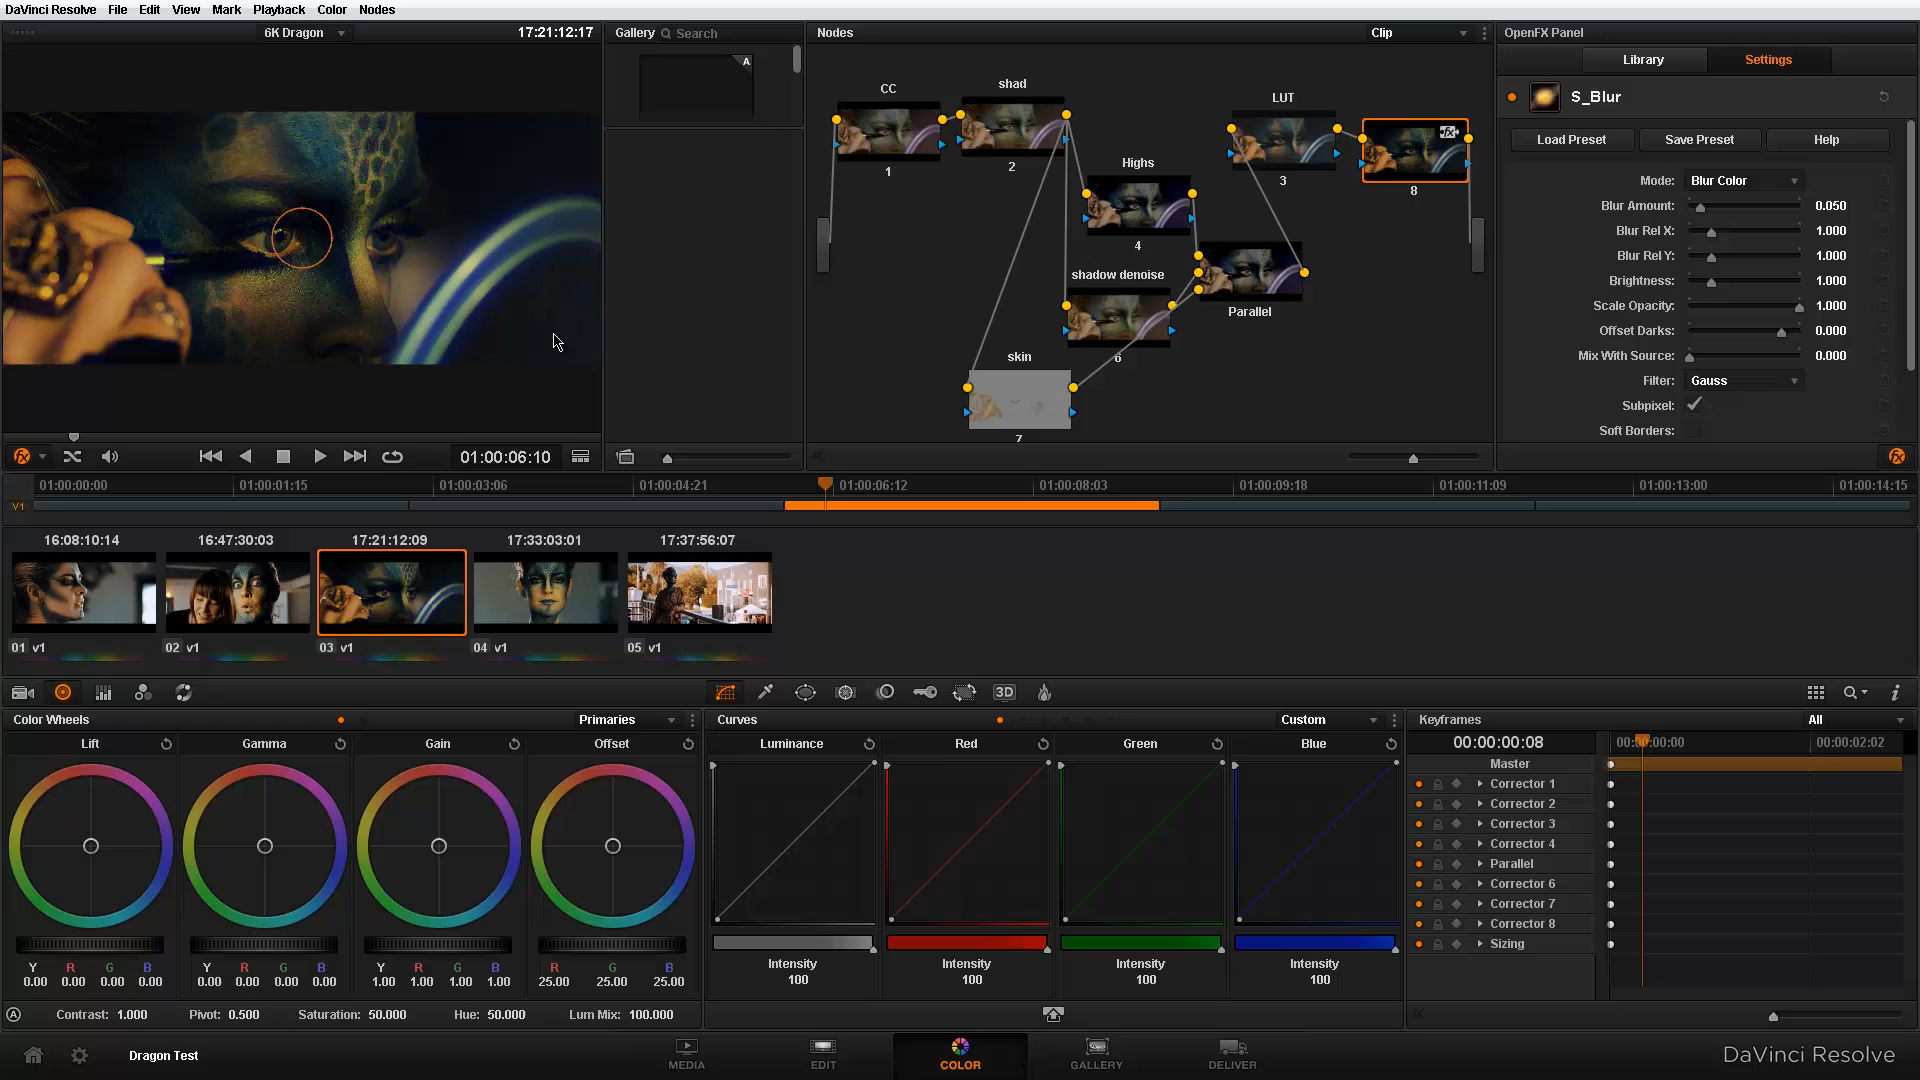 DaVinci Resolve File Edit View Mark Playback Color Nodes
6K Dragon 17:21:12:17
Gallery Search
A
Nodes Clip
CC
1
shad
2
Highs
4
shadow denoise
6
skin
7
Parallel
LUT
3
fx
8
OpenFX Panel
Library Settings
S_Blur
Load Preset Save Preset Help
Mode: Blur Color
Blur Amount: 0.050
Blur Rel X: 1.000
Blur Rel Y: 1.000
Brightness: 1.000
Scale Opacity: 1.000
Offset Darks: 0.000
Mix With Source: 0.000
Filter: Gauss
Subpixel:
Soft Borders:
fx 01:00:06:10 fx
01:00:00:00 01:00:01:15 01:00:03:06 01:00:04:21 01:00:06:12 01:00:08:03 01:00:09:18 01:00:11:09 01:00:13:00 01:00:14:15
V1
16:08:10:14 16:47:30:03 17:21:12:09 17:33:03:01 17:37:56:07
01 v1 02 v1 03 v1 04 v1 05 v1
3D
Color Wheels Primaries
Lift Gamma Gain Offset
Y R G B Y R G B Y R G B R G B
0.00 0.00 0.00 0.00 0.00 0.00 0.00 0.00 1.00 1.00 1.00 1.00 25.00 25.00 25.00
A Contrast: 1.000 Pivot: 0.500 Saturation: 50.000 Hue: 50.000 Lum Mix: 100.000
Curves Custom
Luminance Red Green Blue
Intensity Intensity Intensity Intensity
100 100 100 100
Keyframes All
00:00:00:08 00:00:00:00 00:00:02:02
Master
Corrector 1
Corrector 2
Corrector 3
Corrector 4
Parallel
Corrector 6
Corrector 7
Corrector 8
Sizing
Dragon Test
MEDIA EDIT COLOR GALLERY DELIVER
DaVinci Resolve